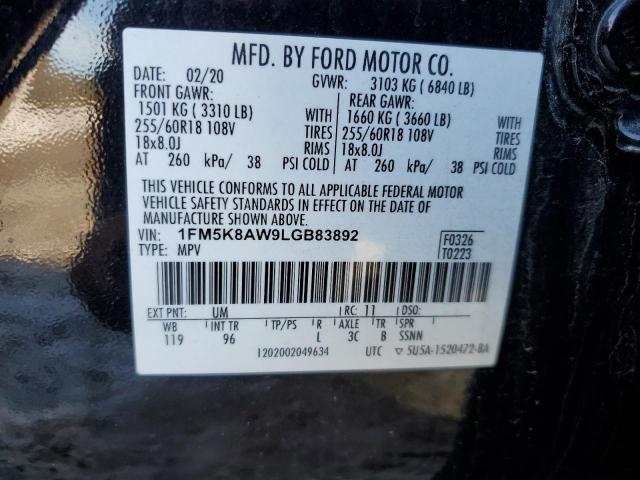 MFD. BY FORD MOTOR CO.
DATE: 02/20 GVWR: 3103 KG ( 6840 LB)
FRONT GAWR: REAR GAWR:
1501 KG ( 3310 LB) WITH 1660 KG ( 3660 LB) WITH
255/60R18 108V TIRES 255/60R18 108V TIRES
18x8.0J RIMS 18x8.0J RIMS
AT 260 kPa/ 38 PSI COLD AT 260 kPa/ 38 PSI COLD
THIS VEHICLE CONFORMS TO ALL APPLICABLE FEDERAL MOTOR
VEHICLE SAFETY STANDARDS IN EFFECT ON THE DATE OF
MANUFACTURE SHOWN ABOVE.
VIN: 1FM5K8AW9LGB83892 F0326
TYPE: MPV T0223
EXT PNT: UM RC: 11 DSO:
WB INT TR TP/PS R AXLE TR SPR
119 96 L 3C B SSNN
1202002049634 UTC ▽ 5U5A-1520472-BA